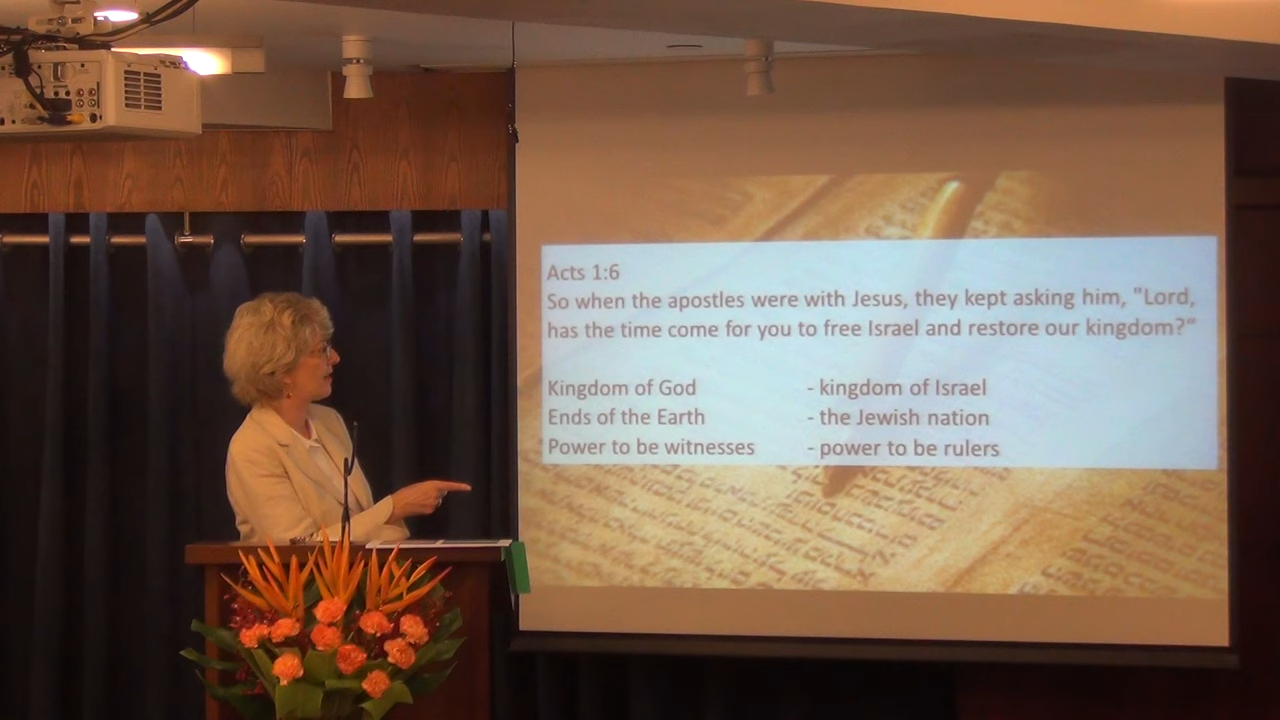 Acts 1:6
So when the apostles were with Jesus, they kept asking him, "Lord,
has the time come for you to free Israel and restore our kingdom?"
Kingdom of God - kingdom of Israel
Ends of the Earth - the Jewish nation
Power to be witnesses - power to be rulers